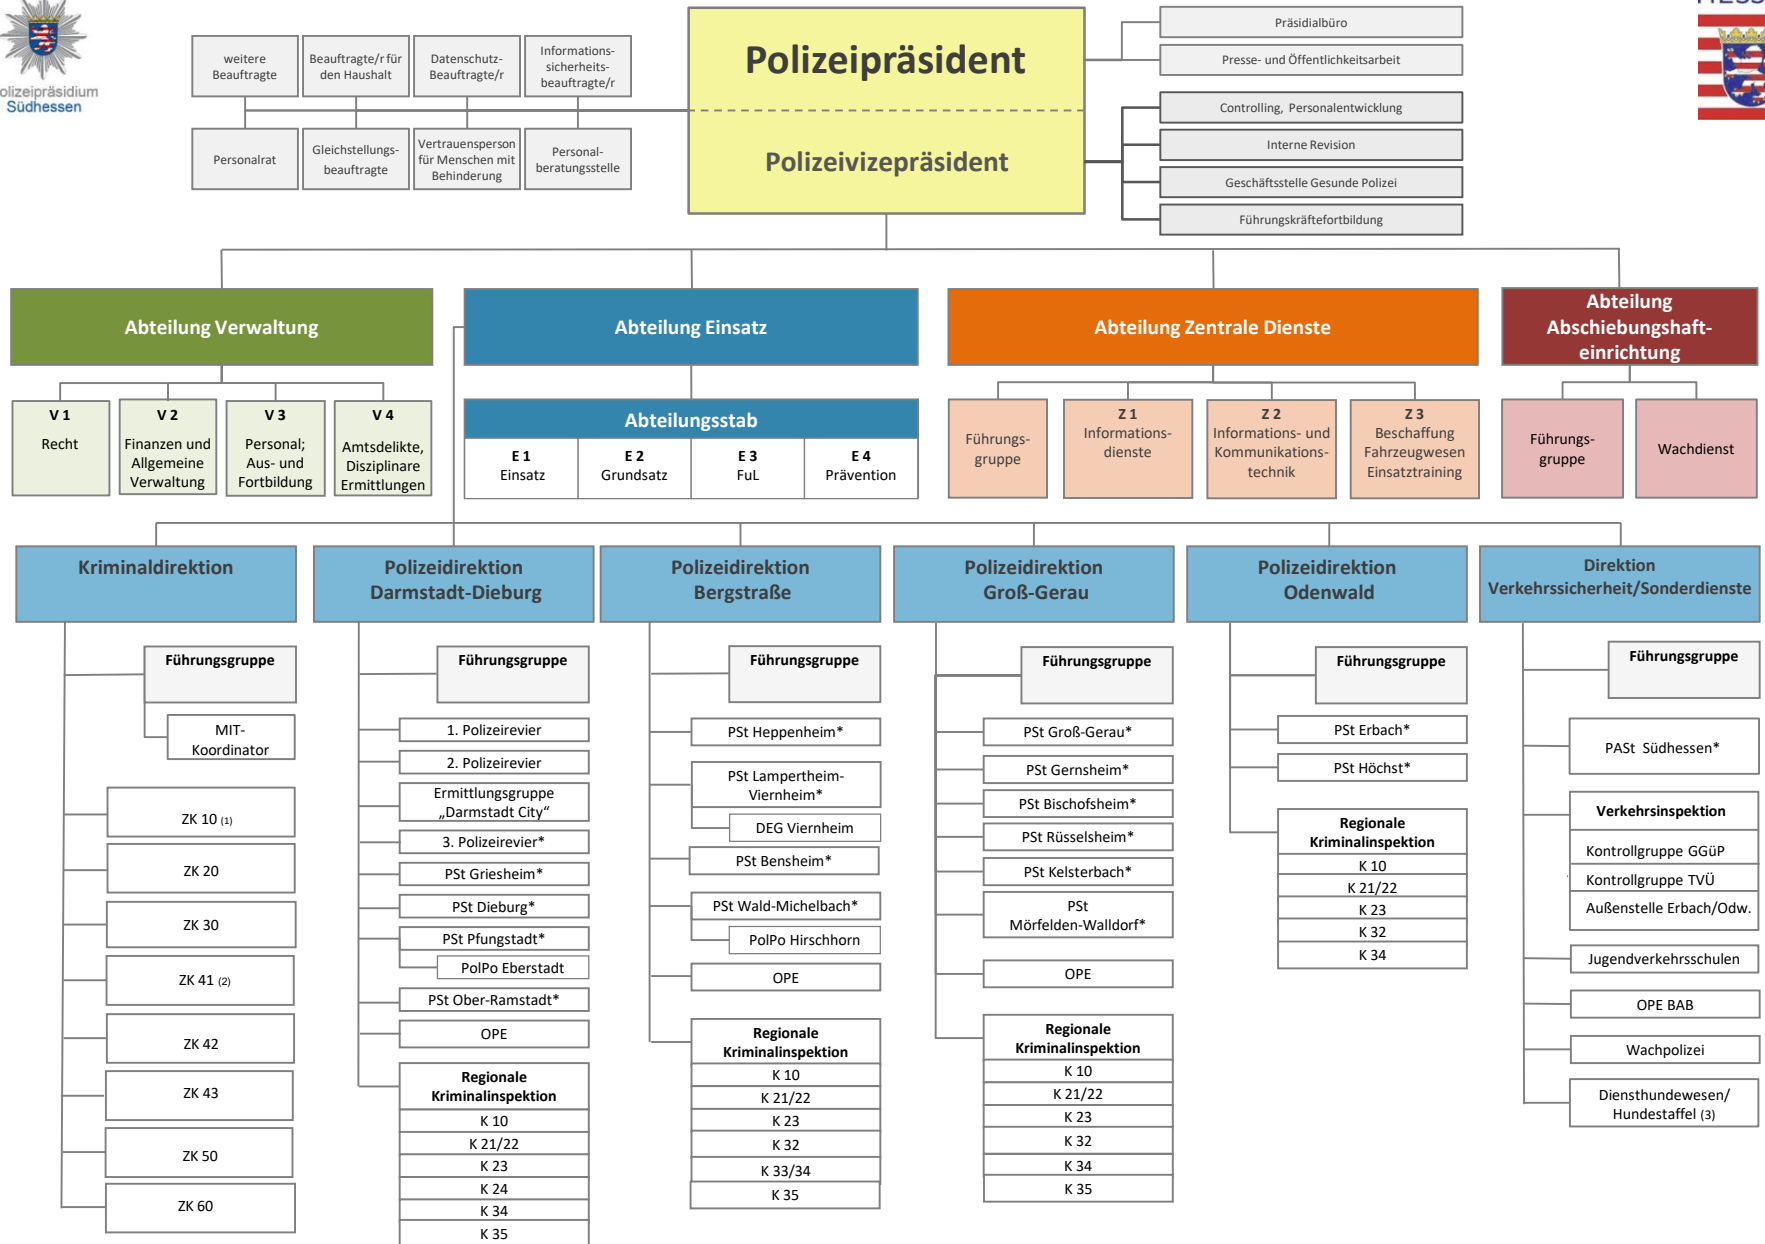 olizeipräsidium
Südhessen
weitere
Beauftragte
Beauftragte/r für
den Haushalt
Datenschutz-
Beauftragte/r
Informations-
sicherheits-
beauftragte/r
Personalrat
Gleichstellungs-
beauftragte
Vertrauensperson
für Menschen mit
Behinderung
Personal-
beratungsstelle
Polizeipräsident
Polizeivizepräsident
Präsidialbüro
Presse- und Öffentlichkeitsarbeit
Controlling, Personalentwicklung
Interne Revision
Geschäftsstelle Gesunde Polizei
Führungskräftefortbildung
Abteilung Verwaltung
V 1
Recht
V 2
Finanzen und
Allgemeine
Verwaltung
V 3
Personal;
Aus- und
Fortbildung
V 4
Amtsdelikte,
Disziplinare
Ermittlungen
Abteilung Einsatz
Abteilungsstab
E 1
Einsatz
E 2
Grundsatz
E 3
FuL
E 4
Prävention
Abteilung Zentrale Dienste
Führungs-
gruppe
Z 1
Informations-
dienste
Z 2
Informations- und
Kommunikations-
technik
Z 3
Beschaffung
Fahrzeugwesen
Einsatztraining
Abteilung
Abschiebungshaft-
einrichtung
Führungs-
gruppe
Wachdienst
Kriminaldirektion
Führungsgruppe
MIT-
Koordinator
ZK 10 (1)
ZK 20
ZK 30
ZK 41 (2)
ZK 42
ZK 43
ZK 50
ZK 60
Polizeidirektion
Darmstadt-Dieburg
Führungsgruppe
1. Polizeirevier
2. Polizeirevier
Ermittlungsgruppe
„Darmstadt City“
3. Polizeirevier*
PSt Griesheim*
PSt Dieburg*
PSt Pfungstadt*
PolPo Eberstadt
PSt Ober-Ramstadt*
OPE
Regionale
Kriminalinspektion
K 10
K 21/22
K 23
K 24
K 34
K 35
Polizeidirektion
Bergstraße
Führungsgruppe
PSt Heppenheim*
PSt Lampertheim-
Viernheim*
DEG Viernheim
PSt Bensheim*
PSt Wald-Michelbach*
PolPo Hirschhorn
OPE
Regionale
Kriminalinspektion
K 10
K 21/22
K 23
K 32
K 33/34
K 35
Polizeidirektion
Groß-Gerau
Führungsgruppe
PSt Groß-Gerau*
PSt Gernsheim*
PSt Bischofsheim*
PSt Rüsselsheim*
PSt Kelsterbach*
PSt
Mörfelden-Walldorf*
OPE
Regionale
Kriminalinspektion
K 10
K 21/22
K 23
K 32
K 34
K 35
Polizeidirektion
Odenwald
Führungsgruppe
PSt Erbach*
PSt Höchst*
Regionale
Kriminalinspektion
K 10
K 21/22
K 23
K 32
K 34
Direktion
Verkehrssicherheit/Sonderdienste
Führungsgruppe
PASt Südhessen*
Verkehrsinspektion
Kontrollgruppe GGüP
Kontrollgruppe TVÜ
Außenstelle Erbach/Odw.
Jugendverkehrsschulen
OPE BAB
Wachpolizei
Diensthundewesen/
Hundestaffel (3)